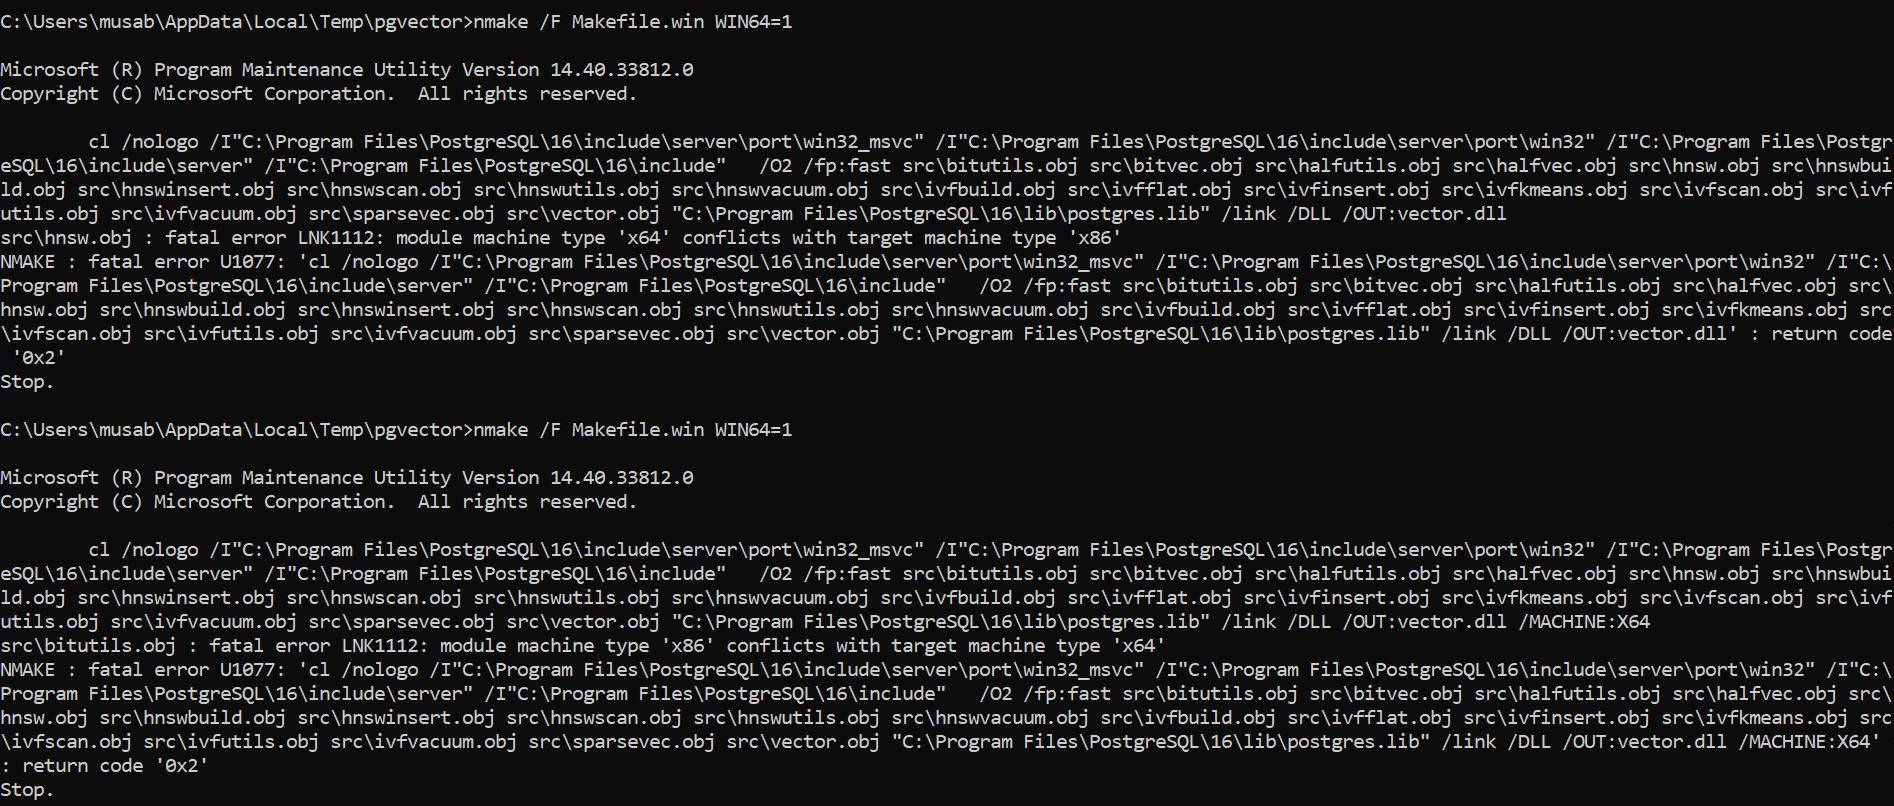 C:\Users\musab\AppData\Local\Temp\pgvector>nmake /F Makefile.win WIN64=1
Microsoft (R) Program Maintenance Utility Version 14.40.33812.0
Copyright (C) Microsoft Corporation.  All rights reserved.
cl /nologo /I"C:\Program Files\PostgreSQL\16\include\server\port\win32_msvc" /I"C:\Program Files\PostgreSQL\16\include\server\port\win32" /I"C:\Program Files\Postgr
eSQL\16\include\server" /I"C:\Program Files\PostgreSQL\16\include"   /O2 /fp:fast src\bitutils.obj src\bitvec.obj src\halfutils.obj src\halfvec.obj src\hnsw.obj src\hnswbui
ld.obj src\hnswinsert.obj src\hnswscan.obj src\hnswutils.obj src\hnswvacuum.obj src\ivfbuild.obj src\ivfflat.obj src\ivfinsert.obj src\ivfkmeans.obj src\ivfscan.obj src\ivf
utils.obj src\ivfvacuum.obj src\sparsevec.obj src\vector.obj "C:\Program Files\PostgreSQL\16\lib\postgres.lib" /link /DLL /OUT:vector.dll
src\hnsw.obj : fatal error LNK1112: module machine type 'x64' conflicts with target machine type 'x86'
NMAKE : fatal error U1077: 'cl /nologo /I"C:\Program Files\PostgreSQL\16\include\server\port\win32_msvc" /I"C:\Program Files\PostgreSQL\16\include\server\port\win32" /I"C:\
Program Files\PostgreSQL\16\include\server" /I"C:\Program Files\PostgreSQL\16\include"   /O2 /fp:fast src\bitutils.obj src\bitvec.obj src\halfutils.obj src\halfvec.obj src\
hnsw.obj src\hnswbuild.obj src\hnswinsert.obj src\hnswscan.obj src\hnswutils.obj src\hnswvacuum.obj src\ivfbuild.obj src\ivfflat.obj src\ivfinsert.obj src\ivfkmeans.obj src
\ivfscan.obj src\ivfutils.obj src\ivfvacuum.obj src\sparsevec.obj src\vector.obj "C:\Program Files\PostgreSQL\16\lib\postgres.lib" /link /DLL /OUT:vector.dll' : return code
'0x2'
Stop.
C:\Users\musab\AppData\Local\Temp\pgvector>nmake /F Makefile.win WIN64=1
Microsoft (R) Program Maintenance Utility Version 14.40.33812.0
Copyright (C) Microsoft Corporation.  All rights reserved.
cl /nologo /I"C:\Program Files\PostgreSQL\16\include\server\port\win32_msvc" /I"C:\Program Files\PostgreSQL\16\include\server\port\win32" /I"C:\Program Files\Postgr
eSQL\16\include\server" /I"C:\Program Files\PostgreSQL\16\include"   /O2 /fp:fast src\bitutils.obj src\bitvec.obj src\halfutils.obj src\halfvec.obj src\hnsw.obj src\hnswbui
ld.obj src\hnswinsert.obj src\hnswscan.obj src\hnswutils.obj src\hnswvacuum.obj src\ivfbuild.obj src\ivfflat.obj src\ivfinsert.obj src\ivfkmeans.obj src\ivfscan.obj src\ivf
utils.obj src\ivfvacuum.obj src\sparsevec.obj src\vector.obj "C:\Program Files\PostgreSQL\16\lib\postgres.lib" /link /DLL /OUT:vector.dll /MACHINE:X64
src\bitutils.obj : fatal error LNK1112: module machine type 'x86' conflicts with target machine type 'x64'
NMAKE : fatal error U1077: 'cl /nologo /I"C:\Program Files\PostgreSQL\16\include\server\port\win32_msvc" /I"C:\Program Files\PostgreSQL\16\include\server\port\win32" /I"C:\
Program Files\PostgreSQL\16\include\server" /I"C:\Program Files\PostgreSQL\16\include"   /O2 /fp:fast src\bitutils.obj src\bitvec.obj src\halfutils.obj src\halfvec.obj src\
hnsw.obj src\hnswbuild.obj src\hnswinsert.obj src\hnswscan.obj src\hnswutils.obj src\hnswvacuum.obj src\ivfbuild.obj src\ivfflat.obj src\ivfinsert.obj src\ivfkmeans.obj src
\ivfscan.obj src\ivfutils.obj src\ivfvacuum.obj src\sparsevec.obj src\vector.obj "C:\Program Files\PostgreSQL\16\lib\postgres.lib" /link /DLL /OUT:vector.dll /MACHINE:X64'
: return code '0x2'
Stop.